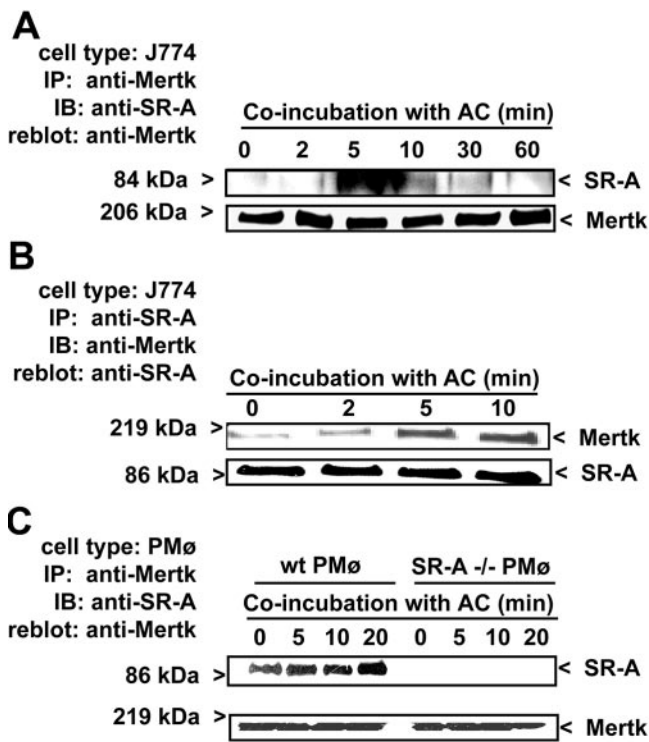 A
cell type: J774
IP: anti-Mertk
IB: anti-SR-A
reblot: anti-Mertk
Co-incubation with AC (min)
0 2 5 10 30 60
84 kDa > < SR-A
206 kDa > < Mertk
B
cell type: J774
IP: anti-SR-A
IB: anti-Mertk
reblot: anti-SR-A
Co-incubation with AC (min)
0 2 5 10
219 kDa > < Mertk
86 kDa > < SR-A
C
cell type: PMø
IP: anti-Mertk
IB: anti-SR-A
reblot: anti-Mertk
wt PMø SR-A -/- PMø
Co-incubation with AC (min)
0 5 10 20 0 5 10 20
86 kDa > < SR-A
219 kDa > < Mertk